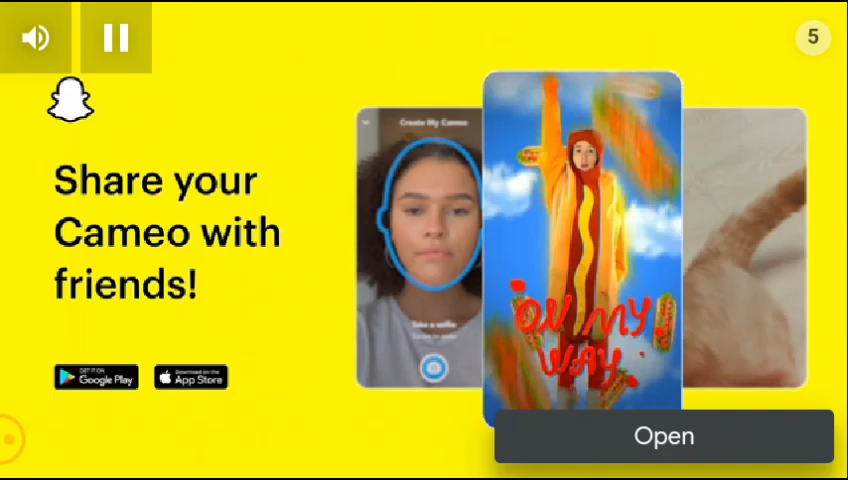 5
Share your
Cameo with
friends!
GET IT ON
Google Play
Download on the
App Store
Create My Cameo
Take a selfie
ON MY
WAY
Open